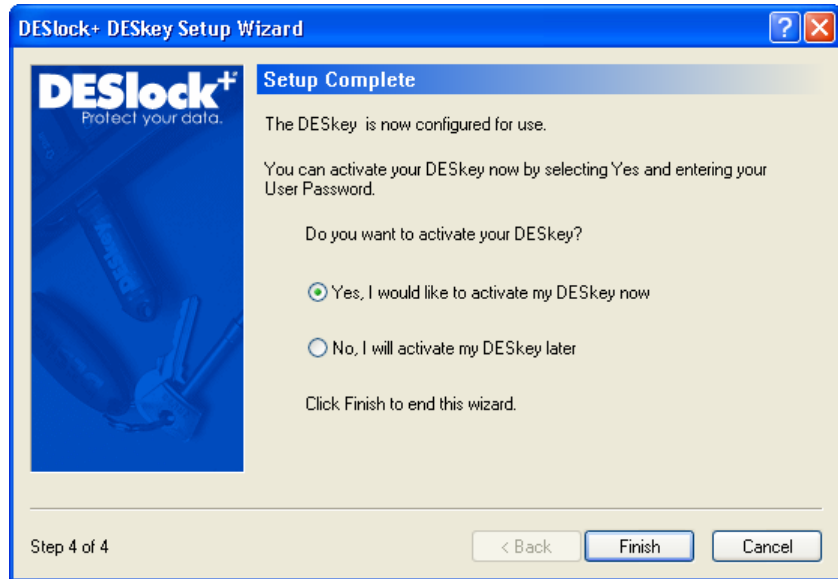 DESlock+ DESkey Setup Wizard
DESlock+
Protect your data.
DESkey
Setup Complete
The DESkey is now configured for use.
You can activate your DESkey now by selecting Yes and entering your
User Password.
Do you want to activate your DESkey?
Yes, I would like to activate my DESkey now
No, I will activate my DESkey later
Click Finish to end this wizard.
Step 4 of 4
< Back
Finish
Cancel